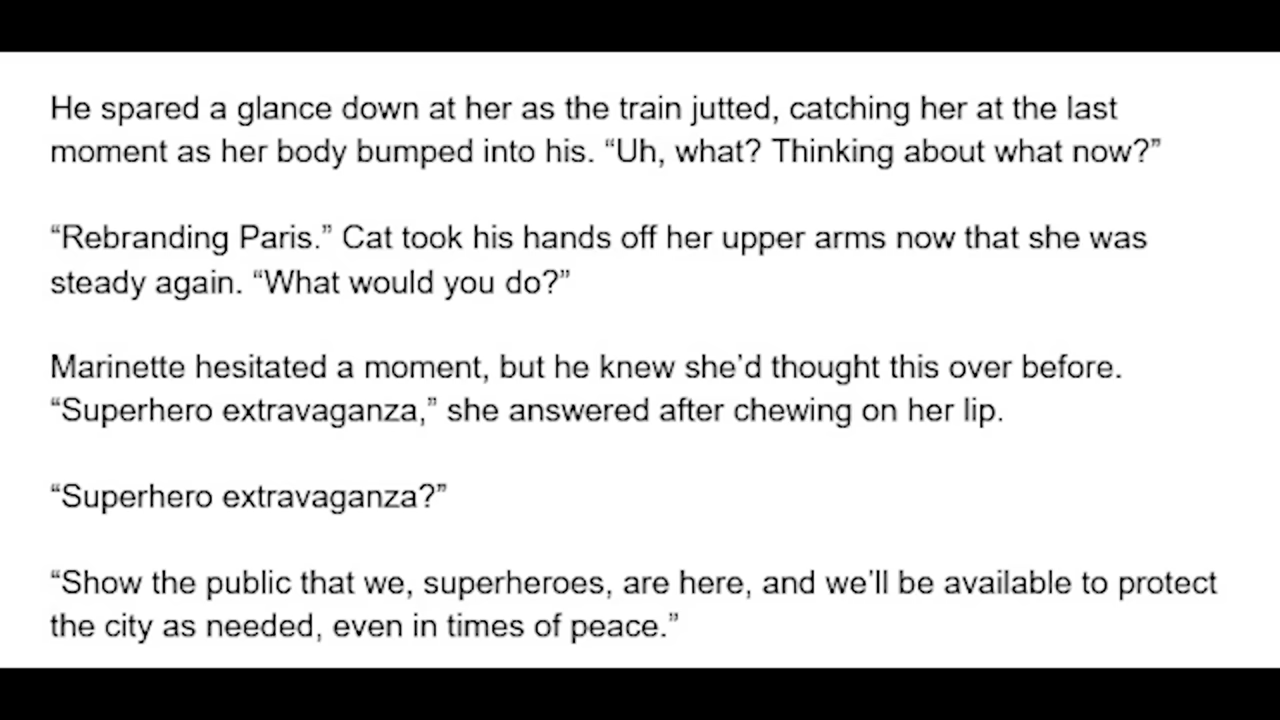 He spared a glance down at her as the train jutted, catching her at the last
moment as her body bumped into his. “Uh, what? Thinking about what now?”
“Rebranding Paris.” Cat took his hands off her upper arms now that she was
steady again. “What would you do?”
Marinette hesitated a moment, but he knew she’d thought this over before.
“Superhero extravaganza,” she answered after chewing on her lip.
“Superhero extravaganza?”
“Show the public that we, superheroes, are here, and we’ll be available to protect
the city as needed, even in times of peace.”